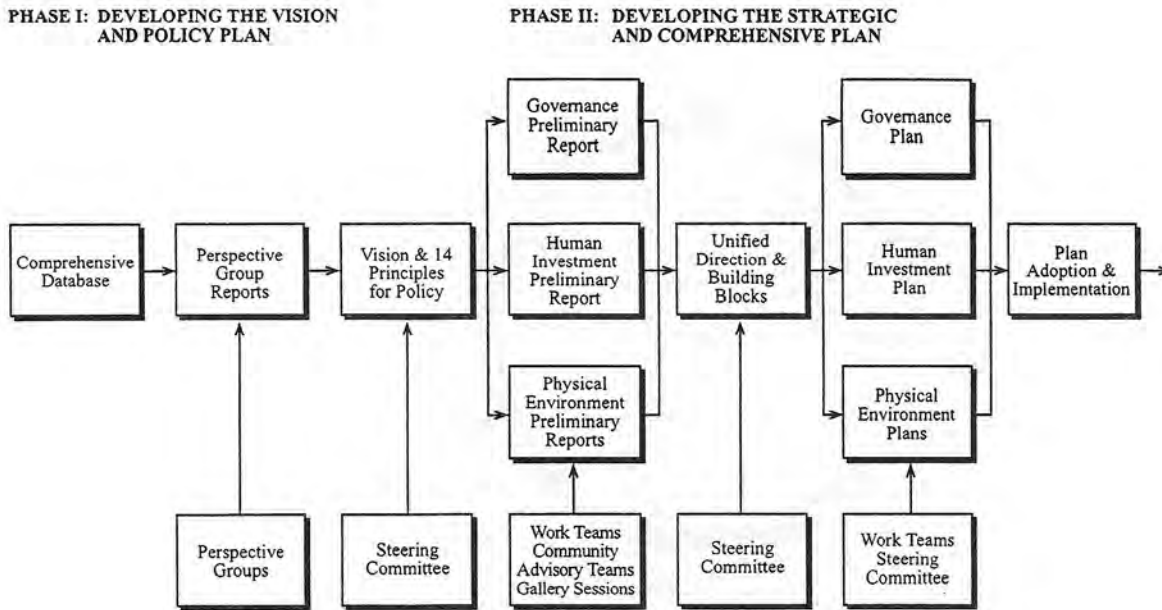 PHASE I: DEVELOPING THE VISION
AND POLICY PLAN
PHASE II: DEVELOPING THE STRATEGIC
AND COMPREHENSIVE PLAN
Governance
Preliminary
Report
Governance
Plan
Comprehensive
Database
Perspective
Group
Reports
Vision & 14
Principles
for Policy
Human
Investment
Preliminary
Report
Unified
Direction &
Building
Blocks
Human
Investment
Plan
Plan
Adoption &
Implementation
Physical
Environment
Preliminary
Reports
Physical
Environment
Plans
Perspective
Groups
Steering
Committee
Work Teams
Community
Advisory Teams
Gallery Sessions
Steering
Committee
Work Teams
Steering
Committee